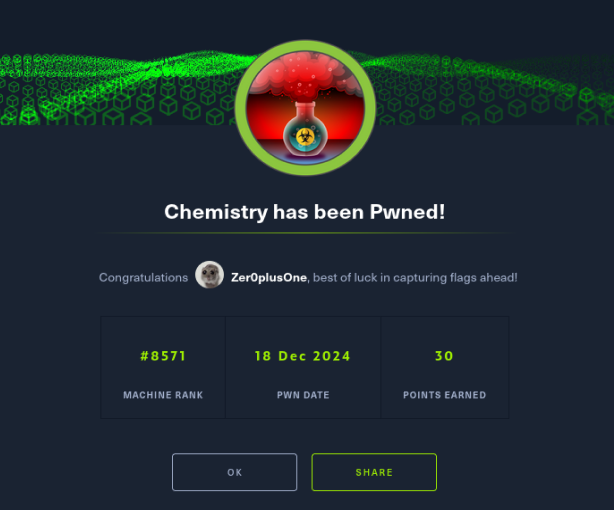 Chemistry has been Pwned!
Congratulations Zer0plusOne, best of luck in capturing flags ahead!
#8571 18 Dec 2024 30
MACHINE RANK PWN DATE POINTS EARNED
OK SHARE